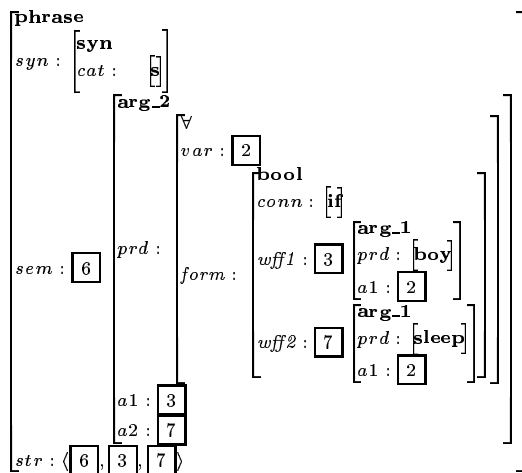 phrase
syn : syn
cat : s
arg_2
∀
var : 2
bool
conn : if
arg_1
wff1 : 3 prd : boy
a1 : 2
sem : 6 prd : form :
arg_1
wff2 : 7 prd : sleep
a1 : 2
a1 : 3
a2 : 7
str : ⟨ 6 , 3 , 7 ⟩